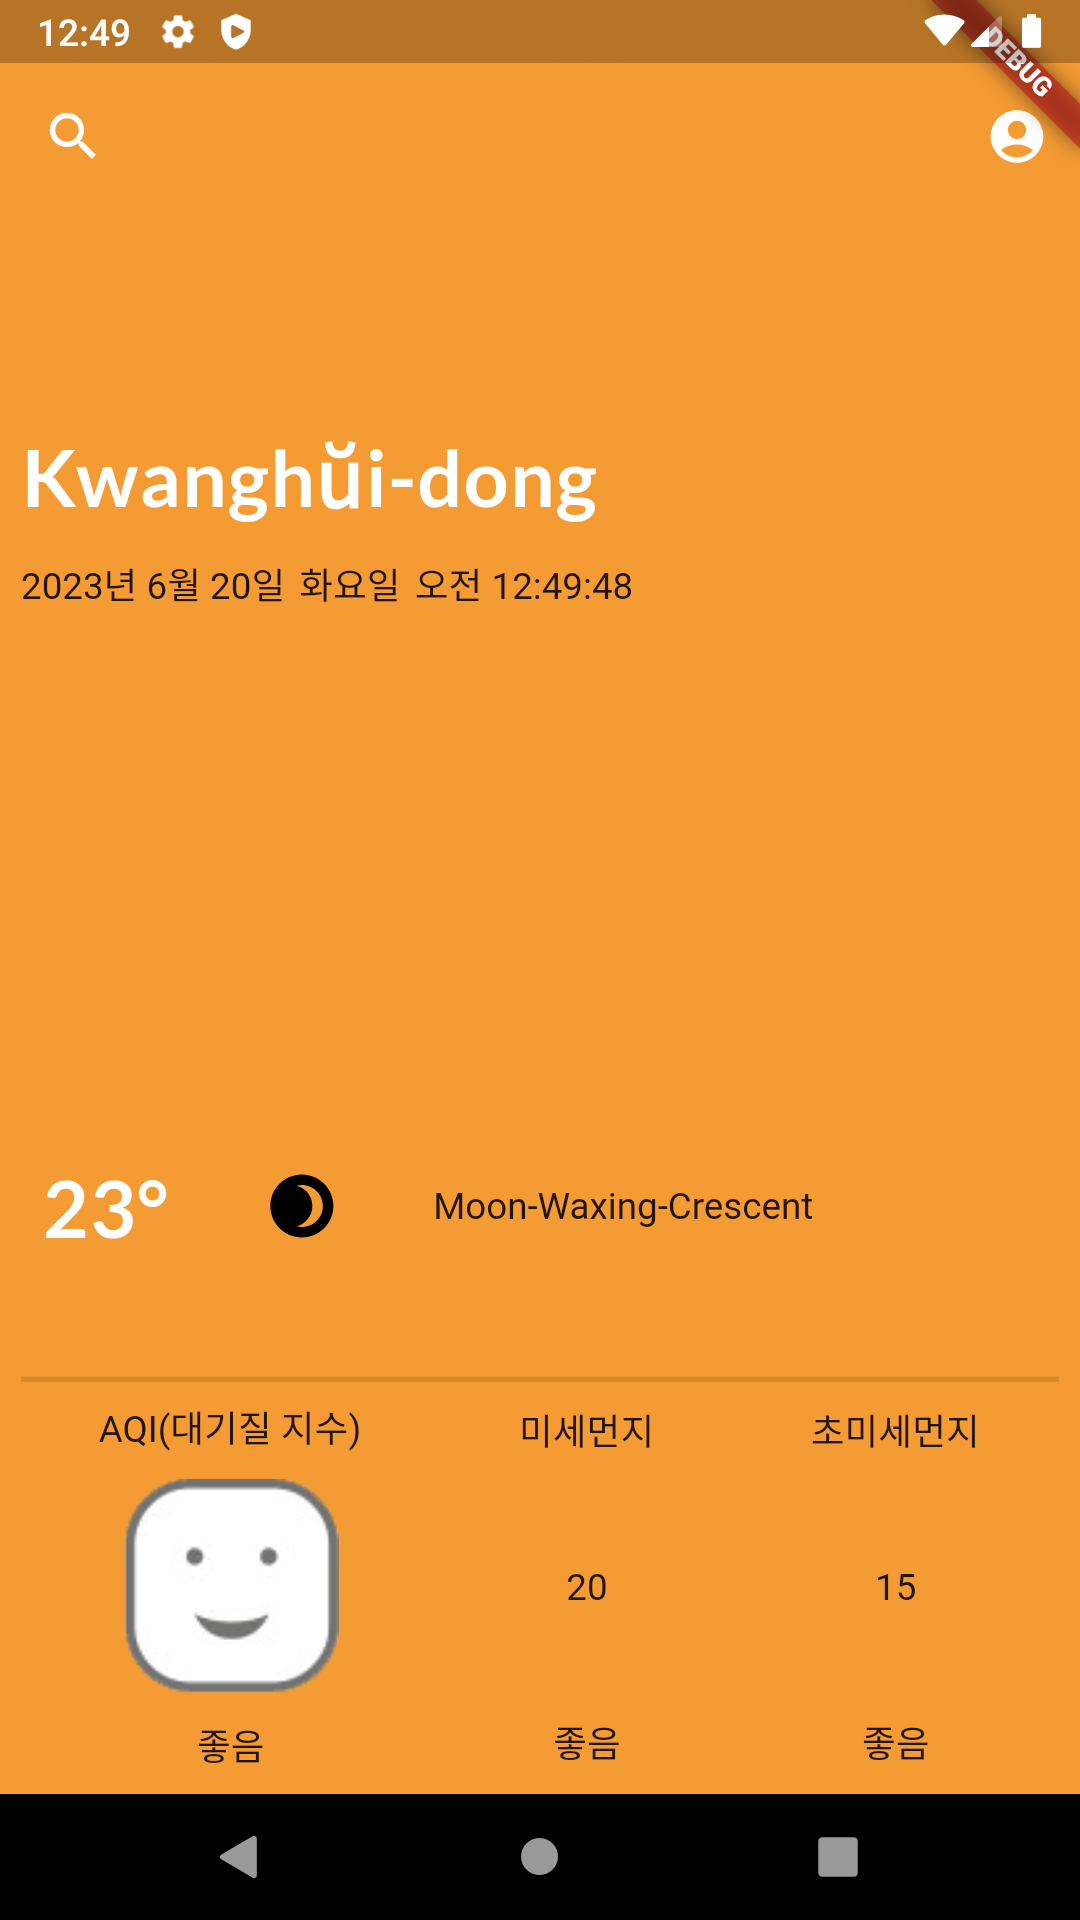 12:49
DEBUG
Kwanghŭi-dong
2023년 6월 20일 화요일 오전 12:49:48
23° Moon-Waxing-Crescent
AQI(대기질 지수) 미세먼지 초미세먼지
20 15
좋음 좋음 좋음